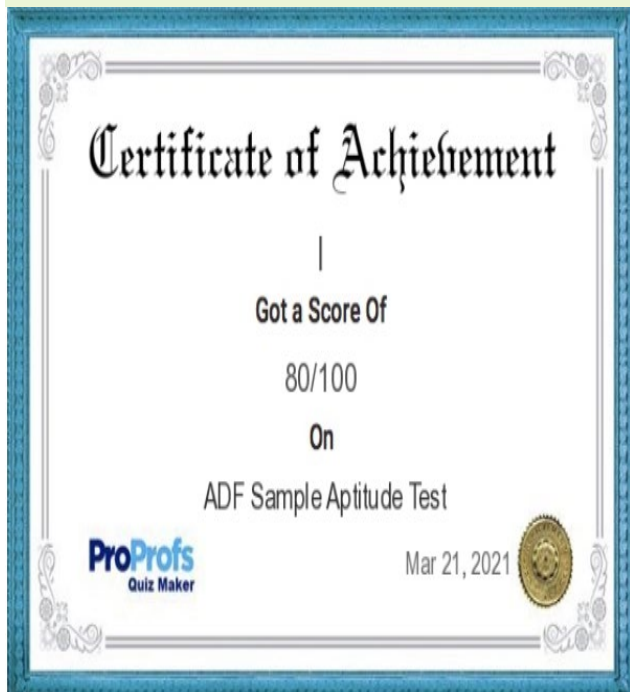 Certificate of Achievement
I
Got a Score Of
80/100
On
ADF Sample Aptitude Test
ProProfs
Quiz Maker
Mar 21, 2021